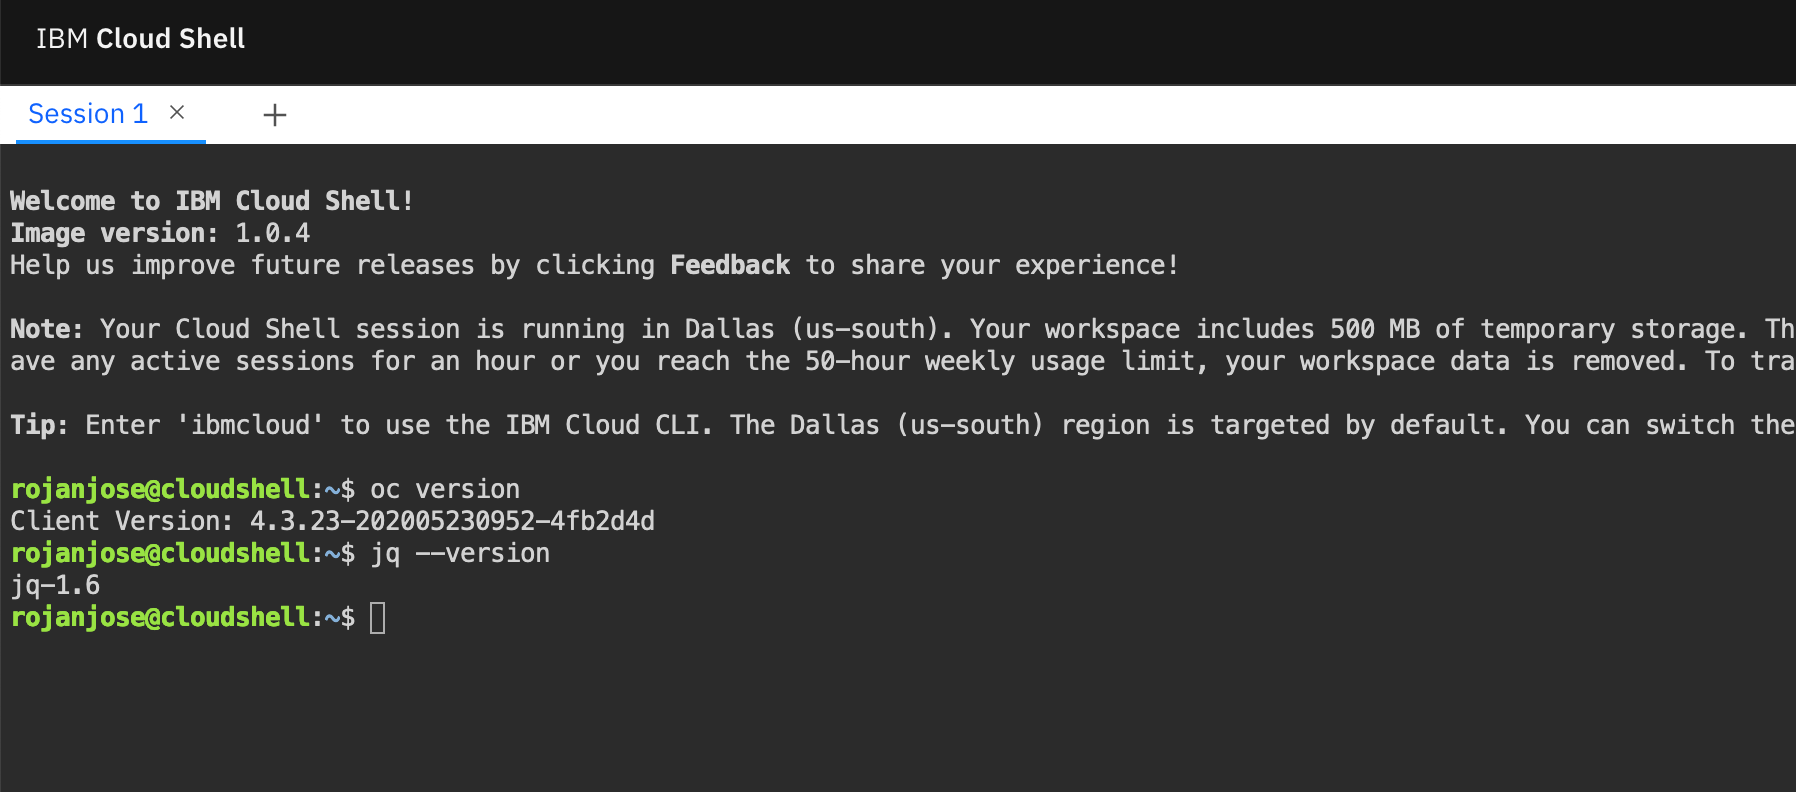 IBM Cloud Shell
Session 1 ×
Welcome to IBM Cloud Shell!
Image version: 1.0.4
Help us improve future releases by clicking Feedback to share your experience!
Note: Your Cloud Shell session is running in Dallas (us-south). Your workspace includes 500 MB of temporary storage. Th
ave any active sessions for an hour or you reach the 50-hour weekly usage limit, your workspace data is removed. To tra
Tip: Enter 'ibmcloud' to use the IBM Cloud CLI. The Dallas (us-south) region is targeted by default. You can switch the
rojanjose@cloudshell:~$ oc version
Client Version: 4.3.23-202005230952-4fb2d4d
rojanjose@cloudshell:~$ jq --version
jq-1.6
rojanjose@cloudshell:~$